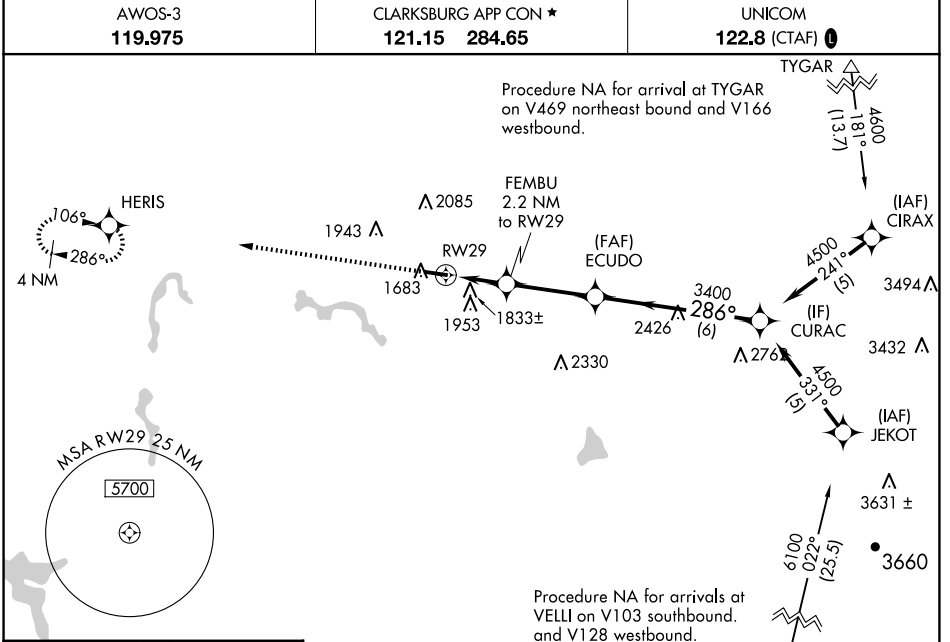 AWOS-3
119.975
CLARKSBURG APP CON ★
121.15 284.65
UNICOM
122.8 (CTAF) L
TYGAR
Procedure NA for arrival at TYGAR
on V469 northeast bound and V166
westbound.
4600
181°
(13.7)
FEMBU
2.2 NM
to RW29
2085
HERIS
106°
286°
4 NM
1943
RW29
(FAF)
ECUDO
(IAF)
CIRAX
4500
241°
(5)
3494
1683
1953
1833±
3400
286°
(6)
2426
(IF)
CURAC
2330
3432
4500
331°
(5)
(IAF)
JEKOT
MSA RW29 25 NM
5700
3631 ±
3660
6100
022°
(25.5)
Procedure NA for arrivals at
VELLI on V103 southbound.
and V128 westbound.